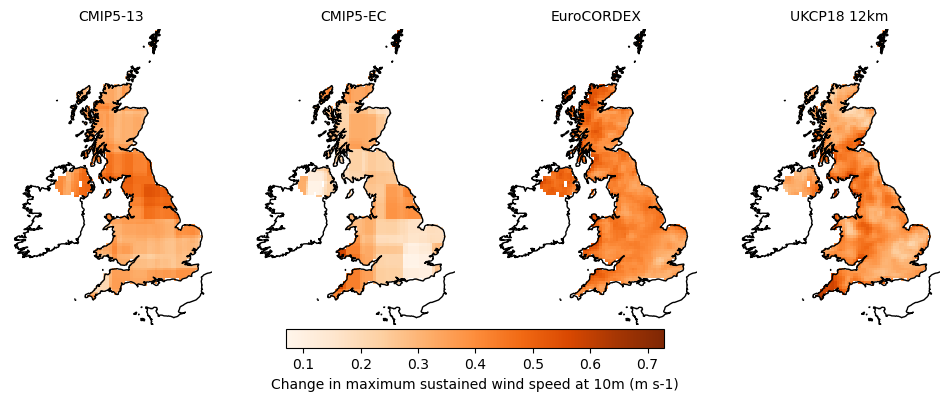 CMIP5-13 CMIP5-EC EuroCORDEX UKCP18 12km
0.1 0.2 0.3 0.4 0.5 0.6 0.7
Change in maximum sustained wind speed at 10m (m s-1)